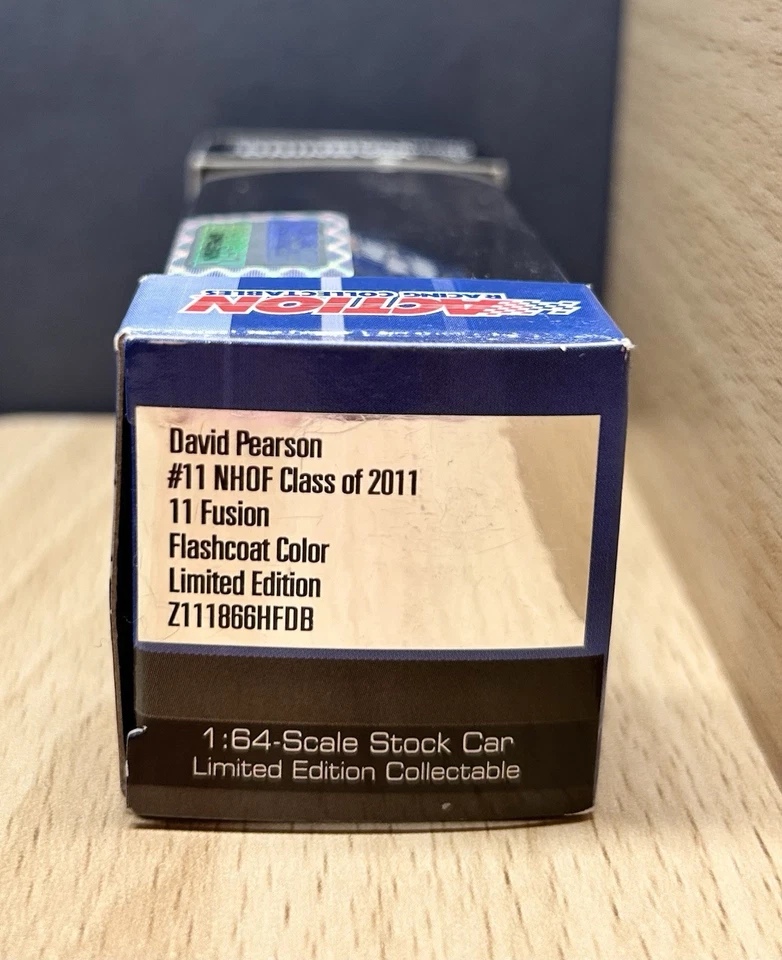 ACTION
RACING COLLECTABLES
David Pearson
#11 NHOF Class of 2011
11 Fusion
Flashcoat Color
Limited Edition
Z111866HFDB
1:64-Scale Stock Car
Limited Edition Collectable